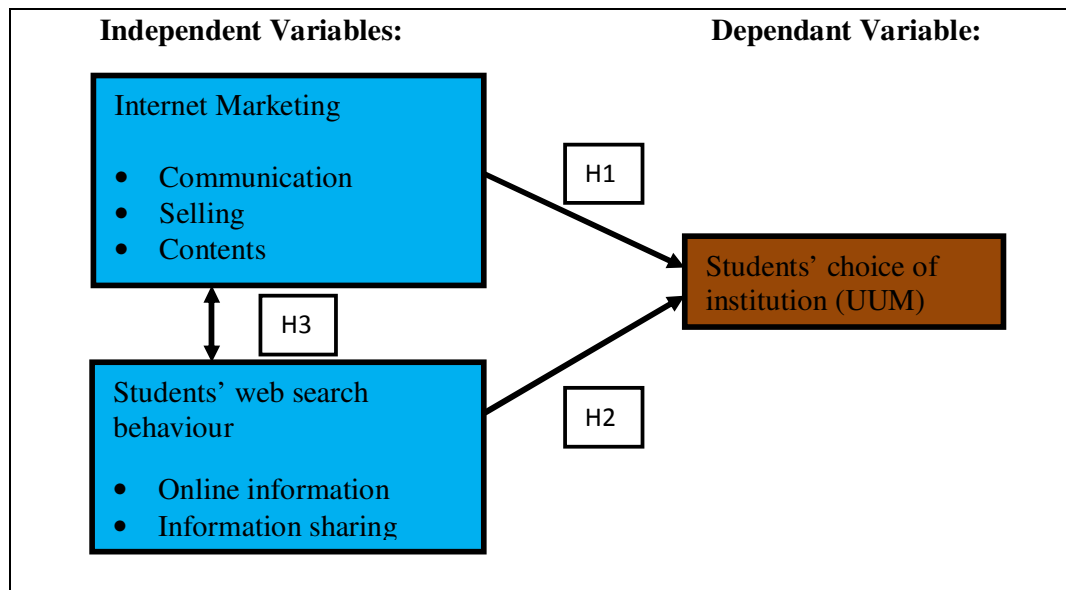 Independent Variables:
Dependant Variable:
Internet Marketing
• Communication
• Selling
• Contents
H1
Students’ choice of
institution (UUM)
H3
Students’ web search
behaviour
• Online information
• Information sharing
H2